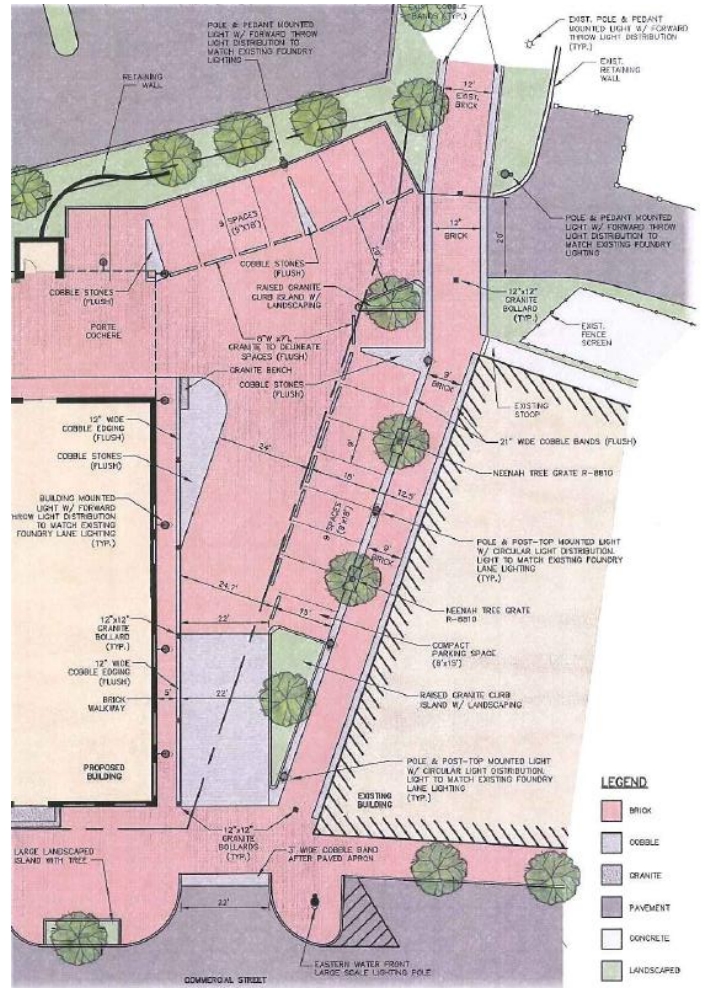 EXIST. COBBLE
BANDS (TYP.)
POLE & PEDANT MOUNTED
LIGHT W/ FORWARD THROW
LIGHT DISTRIBUTION TO
MATCH EXISTING FOUNDRY
LIGHTING
EXIST. POLE & PEDANT
MOUNTED LIGHT W/ FORWARD
THROW LIGHT DISTRIBUTION
(TYP.)
EXIST.
RETAINING
WALL
RETAINING
WALL
12'
EXIST.
BRICK
9 SPACES
(9'X18')
12'
BRICK
20'
POLE & PEDANT MOUNTED
LIGHT W/ FORWARD THROW
LIGHT DISTRIBUTION TO
MATCH EXISTING FOUNDRY
LIGHTING
COBBLE STONES
(FLUSH)
COBBLE STONES
(FLUSH)
RAISED GRANITE
CURB ISLAND W/
LANDSCAPING
12"x12"
GRANITE
BOLLARD
(TYP.)
EXIST.
FENCE
SCREEN
PORTE
COCHERE
GRANITE TO DELINEATE
SPACES (FLUSH)
GRANITE BENCH
COBBLE STONES
(FLUSH)
9'
BRICK
EXISTING
STOOP
12" WIDE
COBBLE EDGING
(FLUSH)
COBBLE STONES
(FLUSH)
21" WIDE COBBLE BANDS (FLUSH)
24'
9'
18'
12.5'
NEENAH TREE GRATE R-8810
BUILDING MOUNTED
LIGHT W/ FORWARD
THROW LIGHT DISTRIBUTION
TO MATCH EXISTING
FOUNDRY LANE LIGHTING
(TYP.)
9 SPACES
9'
BRICK
POLE & POST-TOP MOUNTED LIGHT
W/ CIRCULAR LIGHT DISTRIBUTION.
LIGHT TO MATCH EXISTING FOUNDRY
LANE LIGHTING
(TYP.)
15'
NEENAH TREE GRATE
R-8810
12"x12"
GRANITE
BOLLARD
(TYP.)
22'
COMPACT
PARKING SPACE
(8'x15')
12" WIDE
COBBLE EDGING
(FLUSH)
5'
22'
BRICK
WALKWAY
RAISED GRANITE CURB
ISLAND W/ LANDSCAPING
PROPOSED
BUILDING
POLE & POST-TOP MOUNTED LIGHT
W/ CIRCULAR LIGHT DISTRIBUTION.
LIGHT TO MATCH EXISTING FOUNDRY
LANE LIGHTING
(TYP.)
EXISTING
BUILDING
12"x12"
GRANITE
BOLLARDS
(TYP.)
3' WIDE COBBLE BAND
AFTER PAVED APRON
LARGE LANDSCAPED
ISLAND WITH TREE
22'
EASTERN WATER FRONT
LARGE SCALE LIGHTING POLE
COMMERCIAL STREET
LEGEND
BRICK
COBBLE
GRANITE
PAVEMENT
CONCRETE
LANDSCAPED